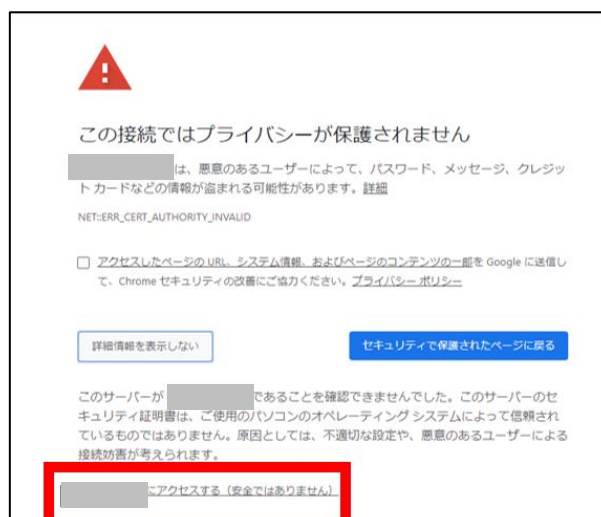 この接続ではプライバシーが保護されません
は、悪意のあるユーザーによって、パスワード、メッセージ、クレジッ
ト カードなどの情報が盗まれる可能性があります。詳細
NET::ERR_CERT_AUTHORITY_INVALID
アクセスしたページの URL、システム情報、およびページのコンテンツの一部を Google に送信し
て、Chrome セキュリティの改善にご協力ください。プライバシー ポリシー
詳細情報を表示しない
セキュリティで保護されたページに戻る
このサーバーが であることを確認できませんでした。このサーバーのセ
キュリティ証明書は、ご使用のパソコンのオペレーティング システムによって信頼され
ているものではありません。原因としては、不適切な設定や、悪意のあるユーザーによる
接続妨害が考えられます。
にアクセスする（安全ではありません）